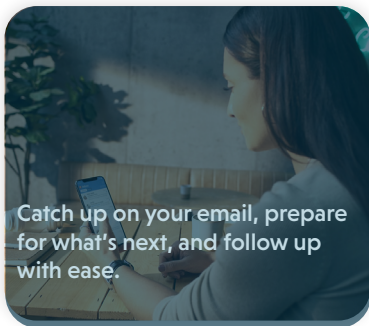 Catch up on your email, prepare
for what's next, and follow up
with ease.